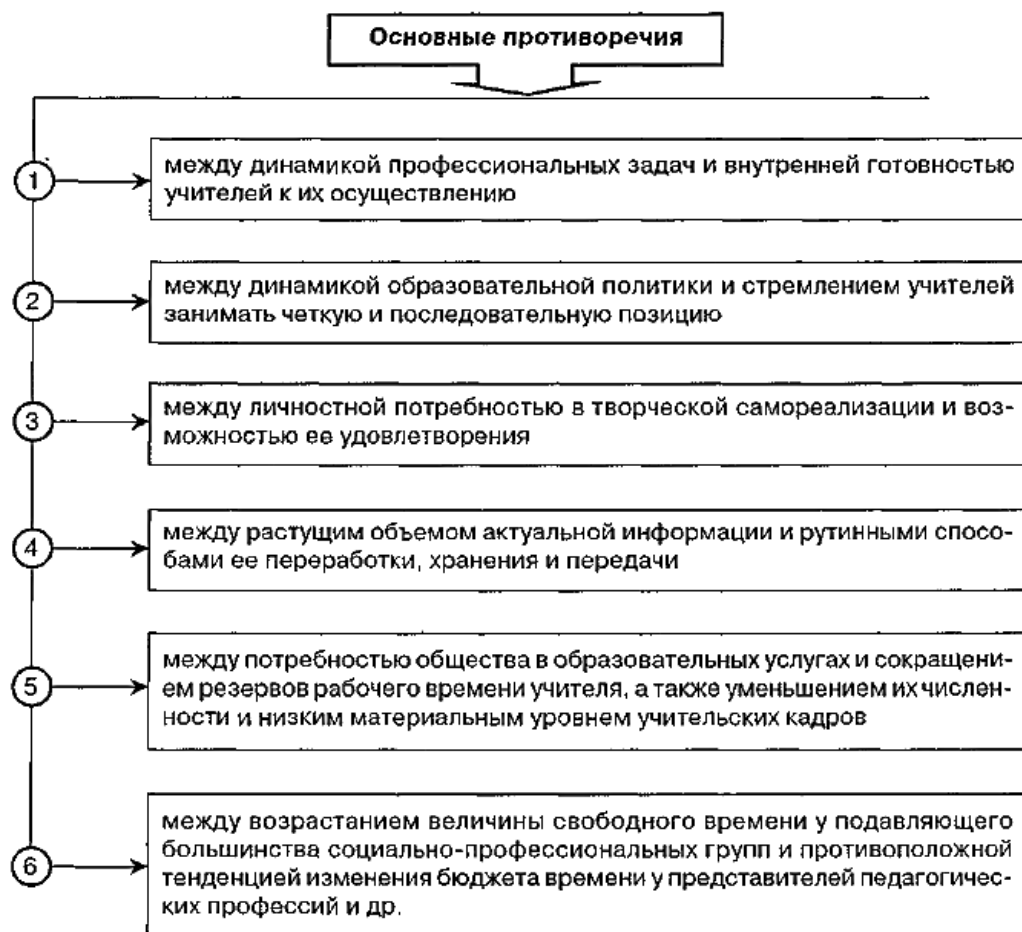 Основные противоречия
1
между динамикой профессиональных задач и внутренней готовностью
учителей к их осуществлению
2
между динамикой образовательной политики и стремлением учителей
занимать четкую и последовательную позицию
3
между личностной потребностью в творческой самореализации и воз-
можностью ее удовлетворения
4
между растущим объемом актуальной информации и рутинными спосо-
бами ее переработки, хранения и передачи
5
между потребностью общества в образовательных услугах и сокращени-
ем резервов рабочего времени учителя, а также уменьшением их числен-
ности и низким материальным уровнем учительских кадров
6
между возрастанием величины свободного времени у подавляющего
большинства социально-профессиональных групп и противоположной
тенденцией изменения бюджета времени у представителей педагогичес-
ких профессий и др.